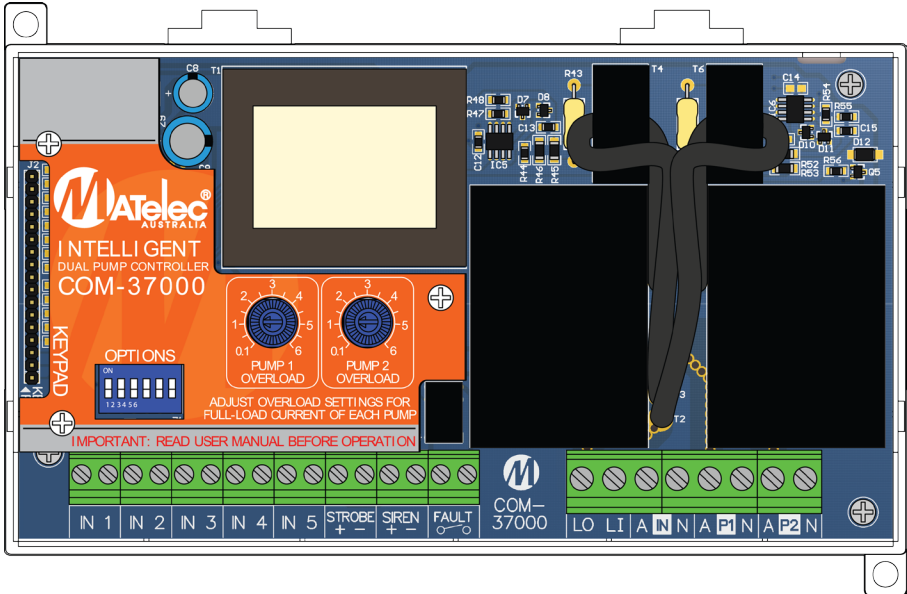 C8
T1
C7
C9
J2
MATelec®
AUSTRALIA
INTELLIGENT
DUAL PUMP CONTROLLER
COM-37000
KEYPAD
OPTIONS
ON
1 2 3 4 5 6
0.1 1 2 3 4 5 6
PUMP 1
OVERLOAD
0.1 1 2 3 4 5 6
PUMP 2
OVERLOAD
ADJUST OVERLOAD SETTINGS FOR
FULL-LOAD CURRENT OF EACH PUMP
IMPORTANT: READ USER MANUAL BEFORE OPERATION
R48
R47
D7
D8
C13
C12
IC5
R44
R46
R45
R43
T4
T6
C14
C6
R54
R55
C15
D10
D11
D12
R52
R53
R56
Q5
3
T2
IN 1
IN 2
IN 3
IN 4
IN 5
STROBE
+ −
SIREN
+ −
FAULT
M
COM-
37000
LO LI A IN N A P1 N A P2 N